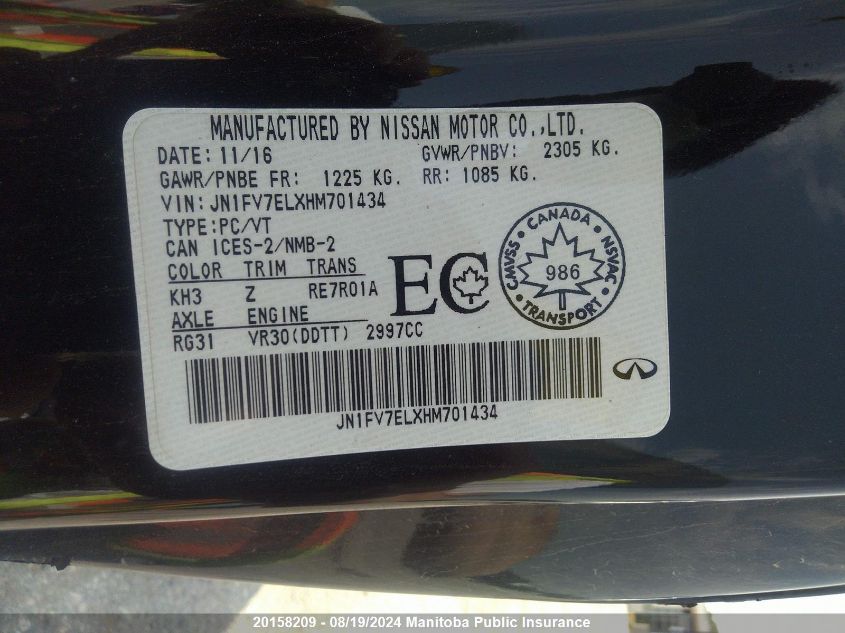 MANUFACTURED BY NISSAN MOTOR CO.,LTD.
DATE: 11/16 GVWR/PNBV: 2305 KG.
GAWR/PNBE FR: 1225 KG. RR: 1085 KG.
VIN: JN1FV7ELXHM701434
TYPE:PC/VT
CAN ICES-2/NMB-2
COLOR TRIM TRANS
KH3 Z RE7R01A
AXLE ENGINE
RG31 VR30(DDTT) 2997CC
EC
CANADA
CMVSS • NSVAC
986
TRANSPORT
JN1FV7ELXHM701434
20158209 - 08/19/2024 Manitoba Public Insurance